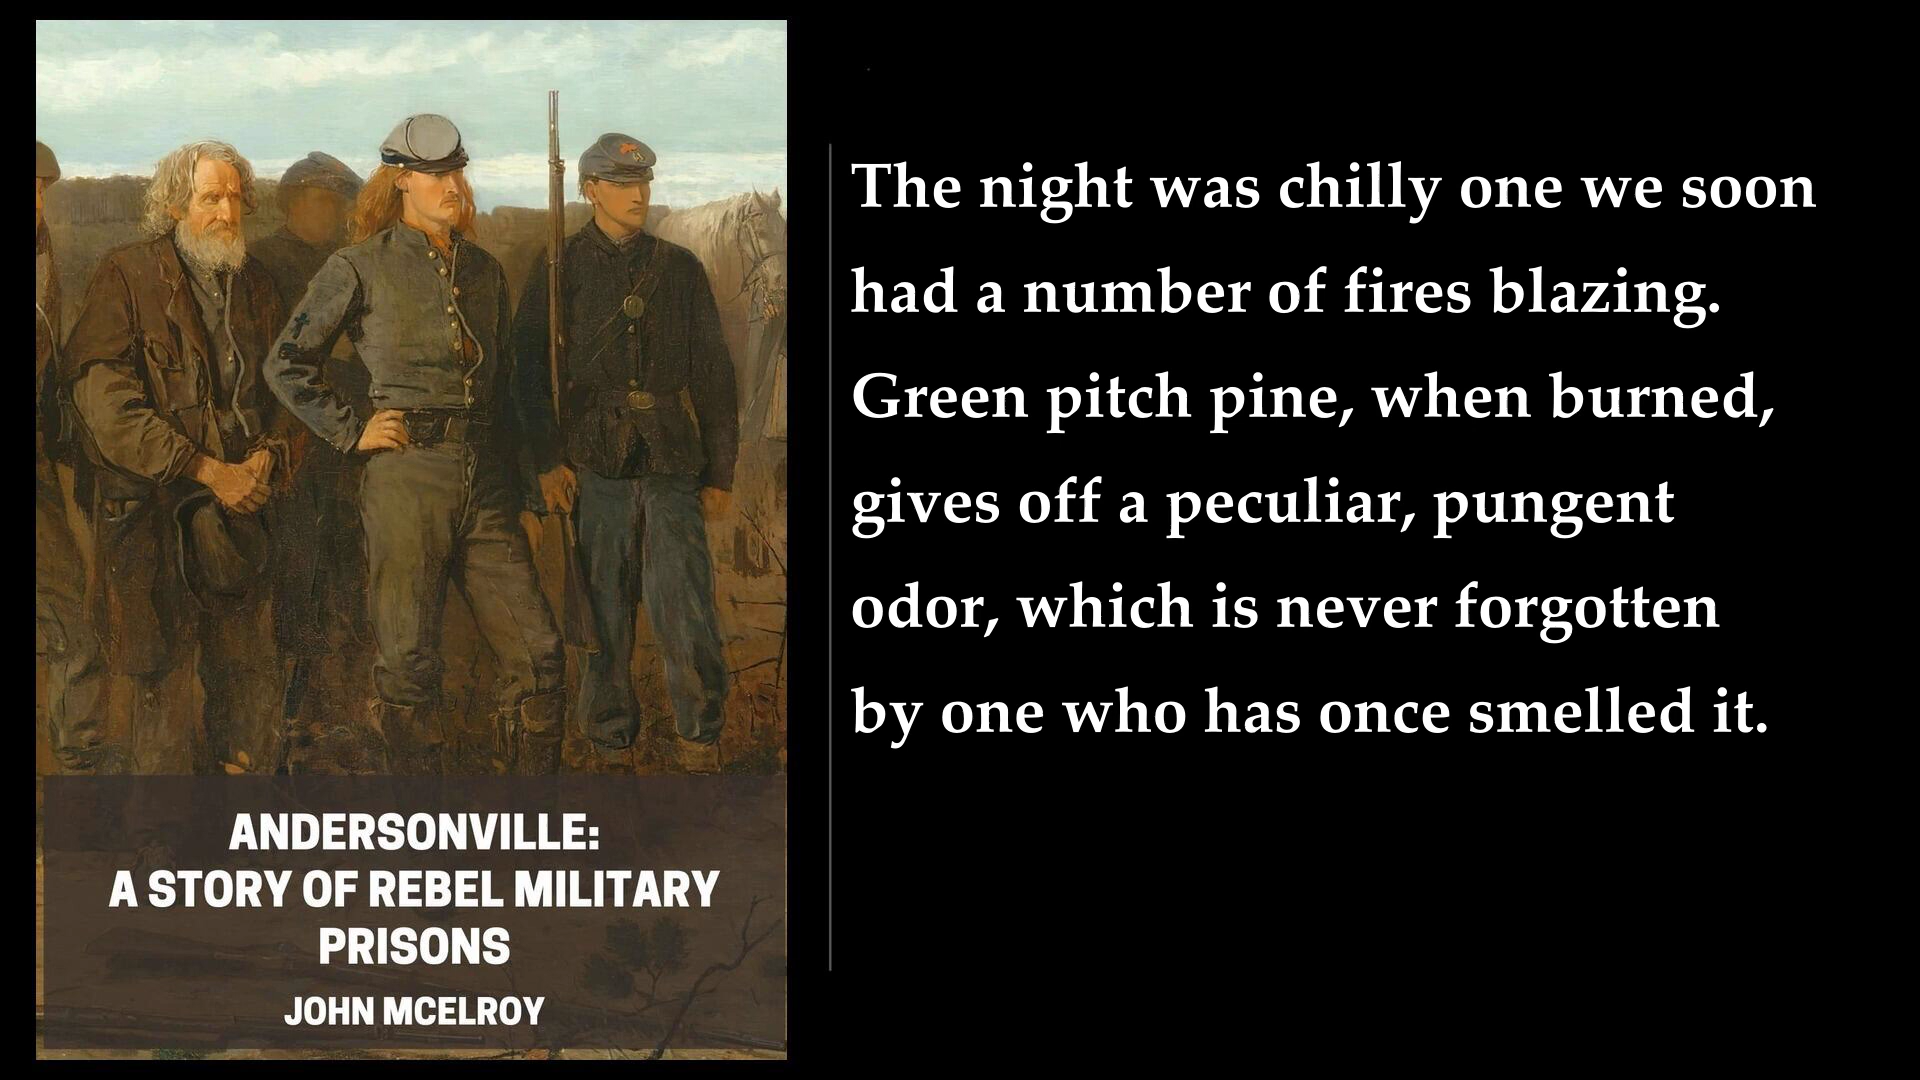 The night was chilly one we soon
had a number of fires blazing.
Green pitch pine, when burned,
gives off a peculiar, pungent
odor, which is never forgotten
by one who has once smelled it.
ANDERSONVILLE:
A STORY OF REBEL MILITARY
PRISONS
JOHN MCELROY